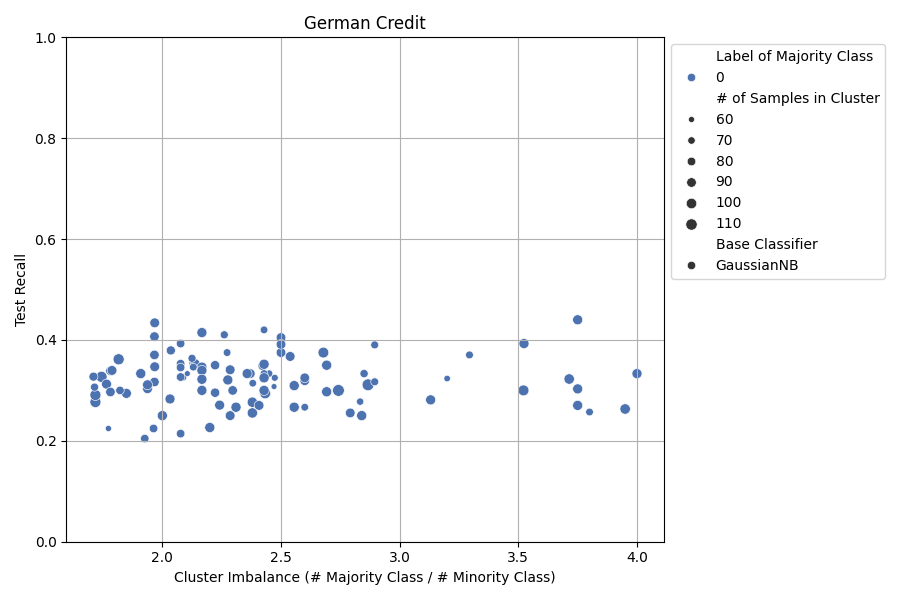 German Credit
Test Recall
1.0
0.8
0.6
0.4
0.2
0.0
2.0 2.5 3.0 3.5 4.0
Cluster Imbalance (# Majority Class / # Minority Class)
Label of Majority Class
0
# of Samples in Cluster
60
70
80
90
100
110
Base Classifier
GaussianNB